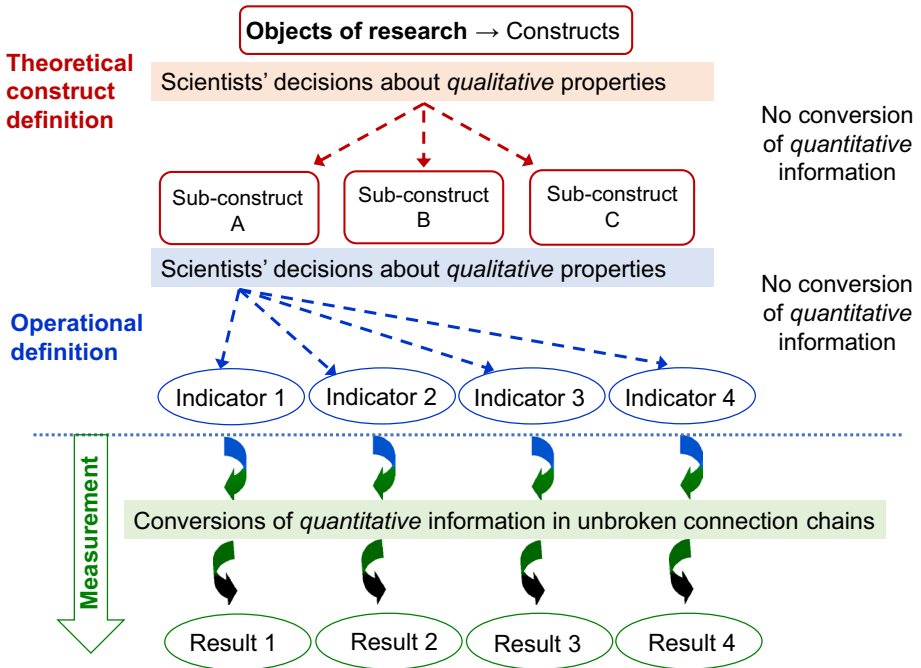 Objects of research → Constructs
Theoretical
construct
definition
Scientists' decisions about qualitative properties
No conversion
of quantitative
information
Sub-construct
A
Sub-construct
B
Sub-construct
C
Scientists' decisions about qualitative properties
No conversion
of quantitative
information
Operational
definition
Indicator 1
Indicator 2
Indicator 3
Indicator 4
Measurement
Conversions of quantitative information in unbroken connection chains
Result 1
Result 2
Result 3
Result 4